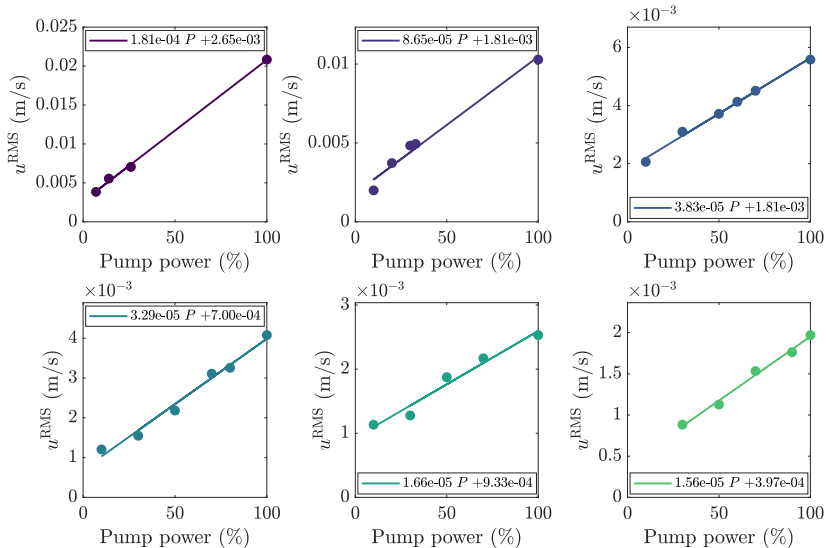 0.025
0.02
0.015
0.01
0.005
0
0
50
100
u^RMS (m/s)
Pump power (%)
1.81e-04 P +2.65e-03
0.01
0.005
0
0
50
100
u^RMS (m/s)
Pump power (%)
8.65e-05 P +1.81e-03
×10^-3
6
4
2
0
0
50
100
u^RMS (m/s)
Pump power (%)
3.83e-05 P +1.81e-03
×10^-3
4
3
2
1
0
0
50
100
u^RMS (m/s)
Pump power (%)
3.29e-05 P +7.00e-04
×10^-3
3
2
1
0
0
50
100
u^RMS (m/s)
Pump power (%)
1.66e-05 P +9.33e-04
×10^-3
2
1.5
1
0.5
0
0
50
100
u^RMS (m/s)
Pump power (%)
1.56e-05 P +3.97e-04